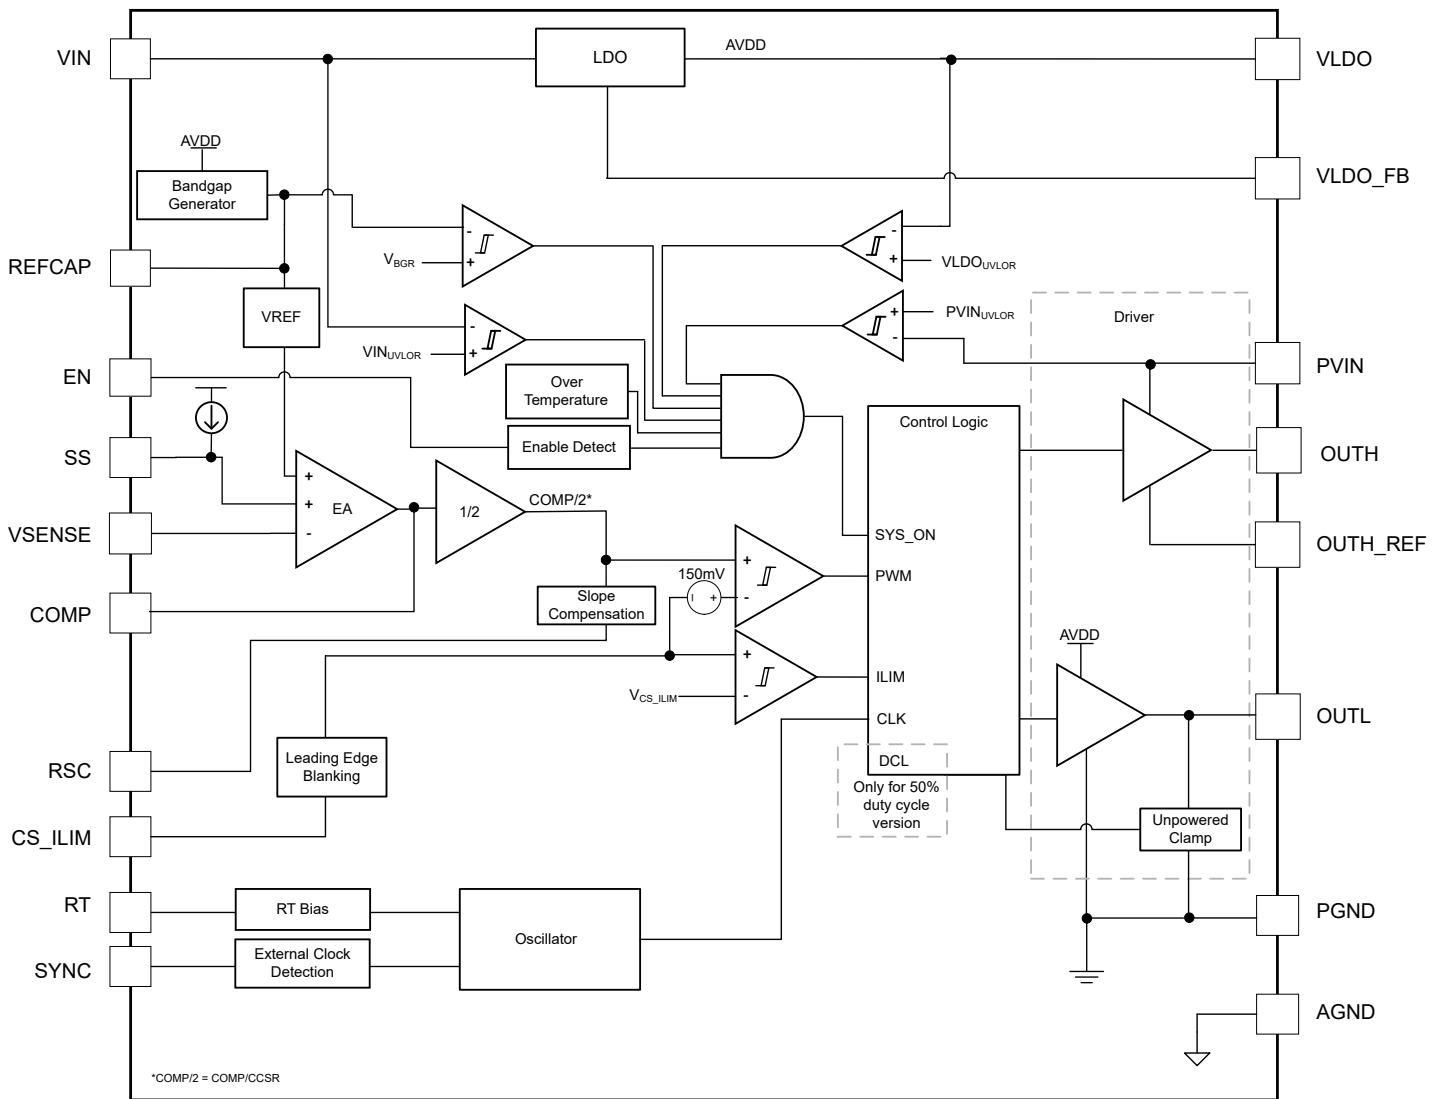 VIN
LDO
AVDD
VLDO
AVDD
Bandgap
Generator
VLDO_FB
-
+
VBGR
-
+
VLDOUVLOR
REFCAP
VREF
-
+
VINUVLOR
+
-
PVINUVLOR
Driver
EN
Over
Temperature
PVIN
Control Logic
Enable Detect
SS
OUTH
+
+
-
EA
1/2
COMP/2*
VSENSE
SYS_ON
OUTH_REF
COMP
150mV
+
-
PWM
Slope
Compensation
+
-
VCS_ILIM
ILIM
AVDD
CLK
OUTL
RSC
Leading Edge
Blanking
DCL
Only for 50%
duty cycle
version
CS_ILIM
Unpowered
Clamp
RT
RT Bias
Oscillator
PGND
SYNC
External Clock
Detection
AGND
*COMP/2 = COMP/CCSR